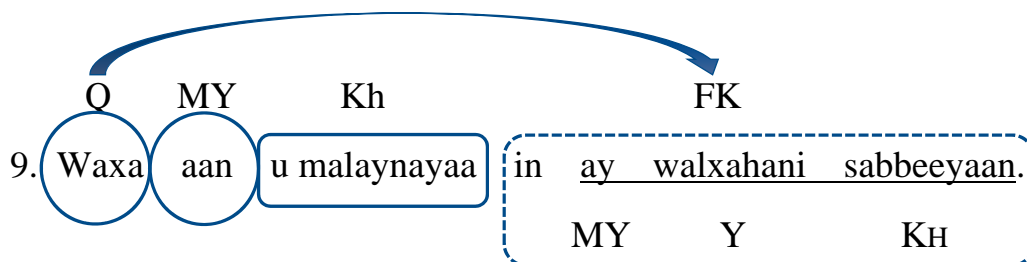 Q MY Kh FK
9. Waxa aan u malaynayaa in ay walxahani sabbeeyaan.
MY Y KH